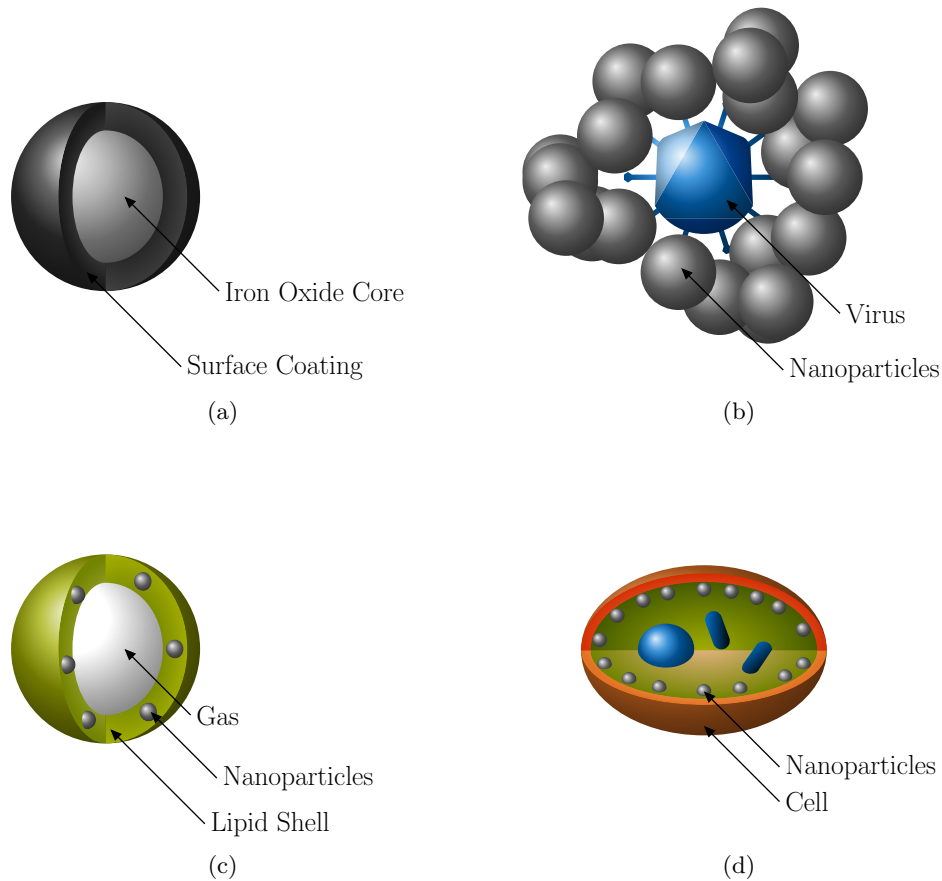 Iron Oxide Core
Surface Coating
(a)
Virus
Nanoparticles
(b)
Gas
Nanoparticles
Lipid Shell
(c)
Nanoparticles
Cell
(d)